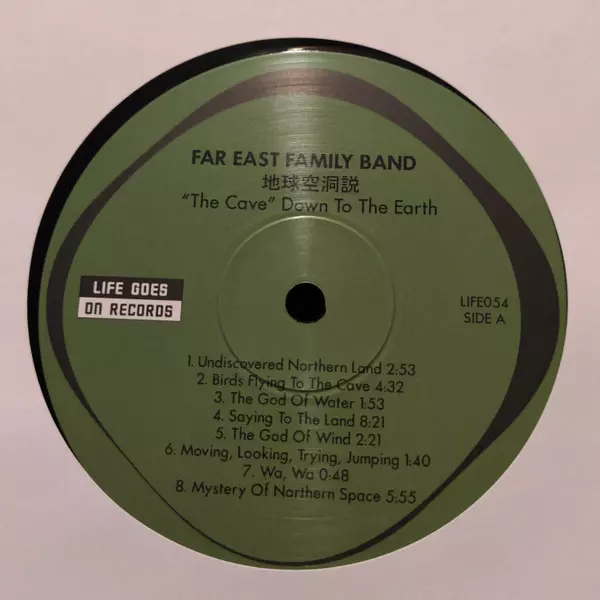 FAR EAST FAMILY BAND
地球空洞説
"The Cave" Down To The Earth
LIFE GOES
ON RECORDS
LIFE054
SIDE A
1. Undiscovered Northern Land 2:53
2. Birds Flying To The Cave 4:32
3. The God Of Water 1:53
4. Saying To The Land 8:21
5. The God Of Wind 2:21
6. Moving, Looking, Trying, Jumping 1:40
7. Wa, Wa 0:48
8. Mystery Of Northern Space 5:55